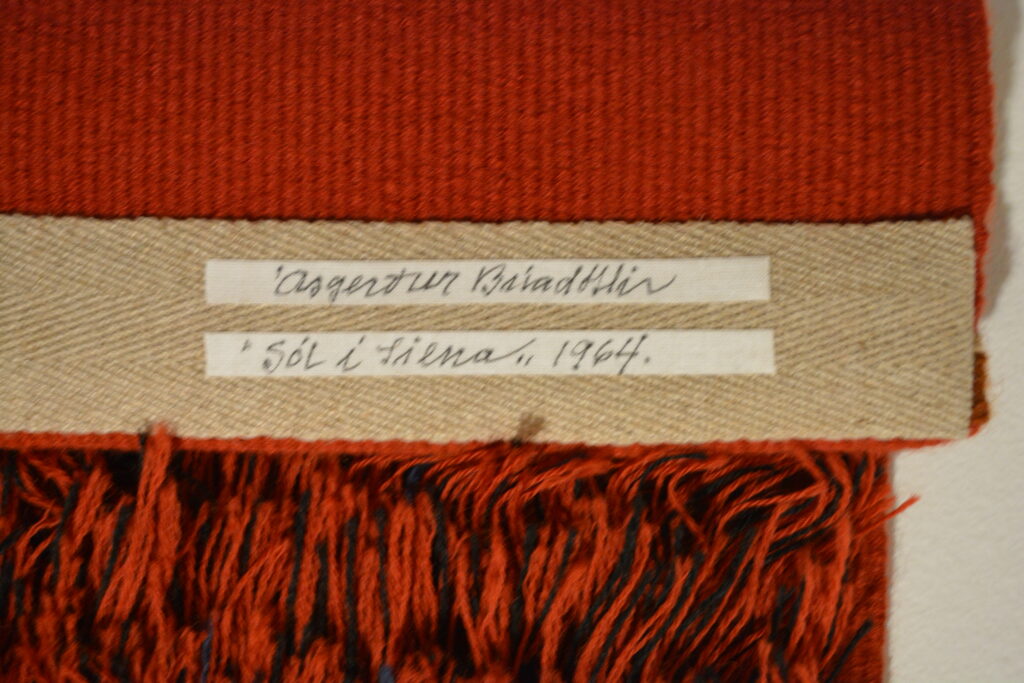 Ásgerður Búadóttir
"Sól í Siena„ 1964.